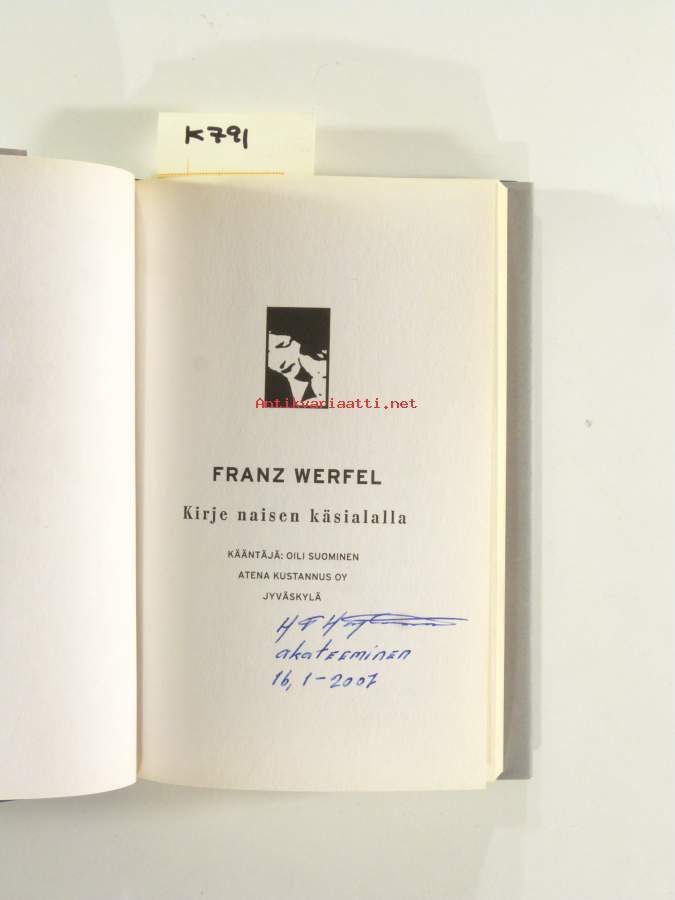 K791
Antikvariaatti.net
FRANZ WERFEL
Kirje naisen käsialalla
KÄÄNTÄJÄ: OILI SUOMINEN
ATENA KUSTANNUS OY
JYVÄSKYLÄ
akateeminen
16,1-2007